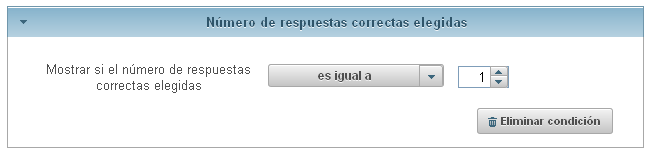 Número de respuestas correctas elegidas
Mostrar si el número de respuestas
correctas elegidas
es igual a
1
Eliminar condición